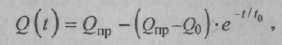 Q(t) = Qпр − (Qпр−Q0)·e^−t/t0 ,